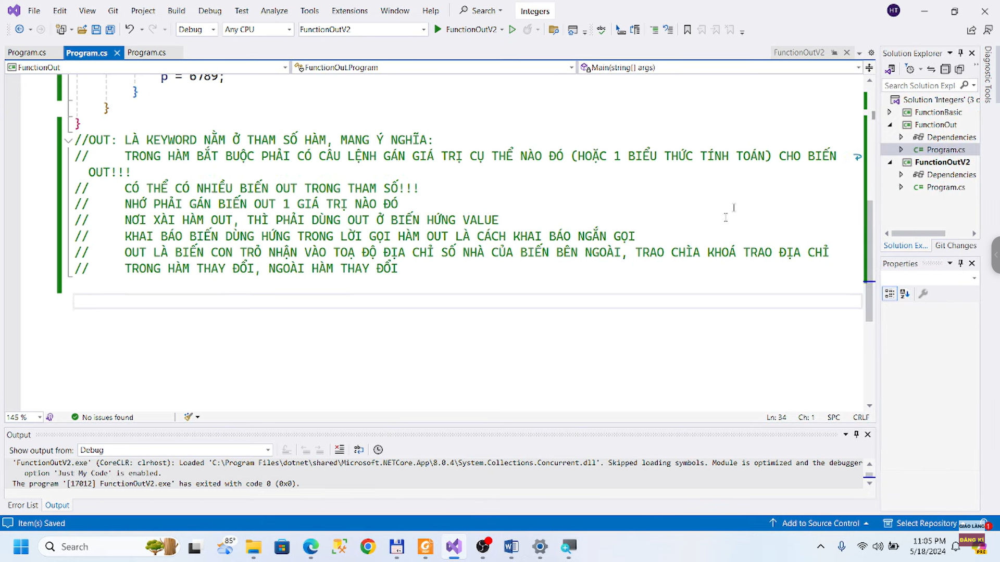 File Edit View Git Project Build Debug Test Analyze Tools Extensions Window Help Search Integers HT
Debug Any CPU FunctionOutV2 FunctionOutV2
Program.cs Program.cs Program.cs FunctionOutV2
FunctionOut FunctionOut.Program Main(string[] args)
p = 6789;
}
}
}
//OUT: LÀ KEYWORD NẰM Ở THAM SỐ HÀM, MANG Ý NGHĨA:
// TRONG HÀM BẮT BUỘC PHẢI CÓ CÂU LỆNH GÁN GIÁ TRỊ CỤ THỂ NÀO ĐÓ (HOẶC 1 BIỂU THỨC TÍNH TOÁN) CHO BIẾN
OUT!!!
// CÓ THỂ CÓ NHIỀU BIẾN OUT TRONG THAM SỐ!!!
// NHỚ PHẢI GÁN BIẾN OUT 1 GIÁ TRỊ NÀO ĐÓ
// NƠI XÀI HÀM OUT, THÌ PHẢI DÙNG OUT Ở BIẾN HỨNG VALUE
// KHAI BÁO BIẾN DÙNG HỨNG TRONG LỜI GỌI HÀM OUT LÀ CÁCH KHAI BÁO NGẮN GỌI
// OUT LÀ BIẾN CON TRỎ NHẬN VÀO TOẠ ĐỘ ĐỊA CHỈ SỐ NHÀ CỦA BIẾN BÊN NGOÀI, TRAO CHÌA KHOÁ TRAO ĐỊA CHỈ
// TRONG HÀM THAY ĐỔI, NGOÀI HÀM THAY ĐỔI
145 % No issues found Ln: 34 Ch: 1 SPC CRLF
Output
Show output from: Debug
'FunctionOutV2.exe' (CoreCLR: clrhost): Loaded 'C:\Program Files\dotnet\shared\Microsoft.NETCore.App\8.0.4\System.Collections.Concurrent.dll'. Skipped loading symbols. Module is optimized and the debugger
option 'Just My Code' is enabled.
The program '[17012] FunctionOutV2.exe' has exited with code 0 (0x0).
Error List Output
Solution Explorer
Search Solution Expl
Solution 'Integers' (3 o
FunctionBasic
FunctionOut
Dependencies
C# Program.cs
FunctionOutV2
Dependencies
C# Program.cs
Solution Ex... Git Changes
Properties
Diagnostic Tools
Item(s) Saved Add to Source Control Select Repository
GIÁO LÀNG 1
ĐĂNG KÍ
Search 85° 11:05 PM
5/18/2024 PRE